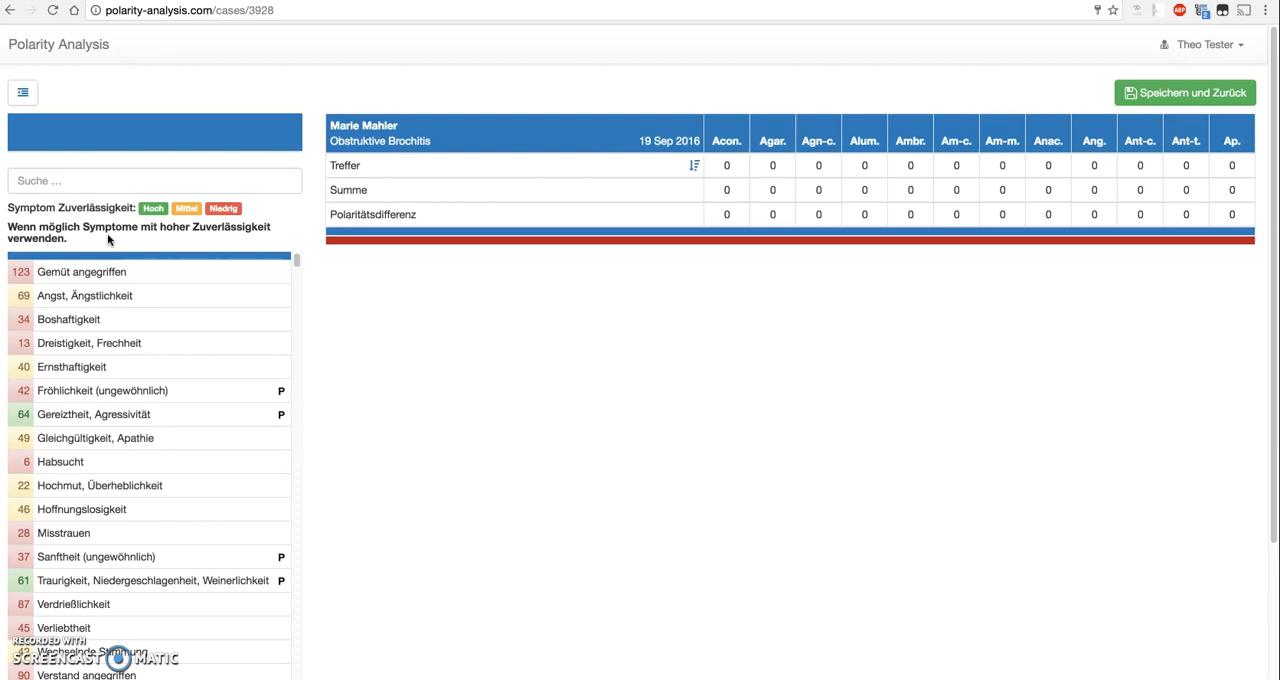 polarity-analysis.com/cases/3928
ABP
2
Polarity Analysis
Theo Tester
Speichern und Zurück
Marie Mahler
Obstruktive Brochitis 19 Sep 2016 Acon. Agar. Agn-c. Alum. Ambr. Am-c. Am-m. Anac. Ang. Ant-c. Ant-t. Ap.
Treffer 0 0 0 0 0 0 0 0 0 0 0 0
Summe 0 0 0 0 0 0 0 0 0 0 0 0
Polaritätsdifferenz 0 0 0 0 0 0 0 0 0 0 0 0
Suche ...
Symptom Zuverlässigkeit: Hoch Mittel Niedrig
Wenn möglich Symptome mit hoher Zuverlässigkeit
verwenden.
123 Gemüt angegriffen
69 Angst, Ängstlichkeit
34 Boshaftigkeit
13 Dreistigkeit, Frechheit
40 Ernsthaftigkeit
42 Fröhlichkeit (ungewöhnlich) P
64 Gereiztheit, Agressivität P
49 Gleichgültigkeit, Apathie
6 Habsucht
22 Hochmut, Überheblichkeit
46 Hoffnungslosigkeit
28 Misstrauen
37 Sanftheit (ungewöhnlich) P
61 Traurigkeit, Niedergeschlagenheit, Weinerlichkeit P
87 Verdrießlichkeit
45 Verliebtheit
RECORDED WITH
Wechselnde Stimmung
SCREENCAST MATIC
90 Verstand angegriffen